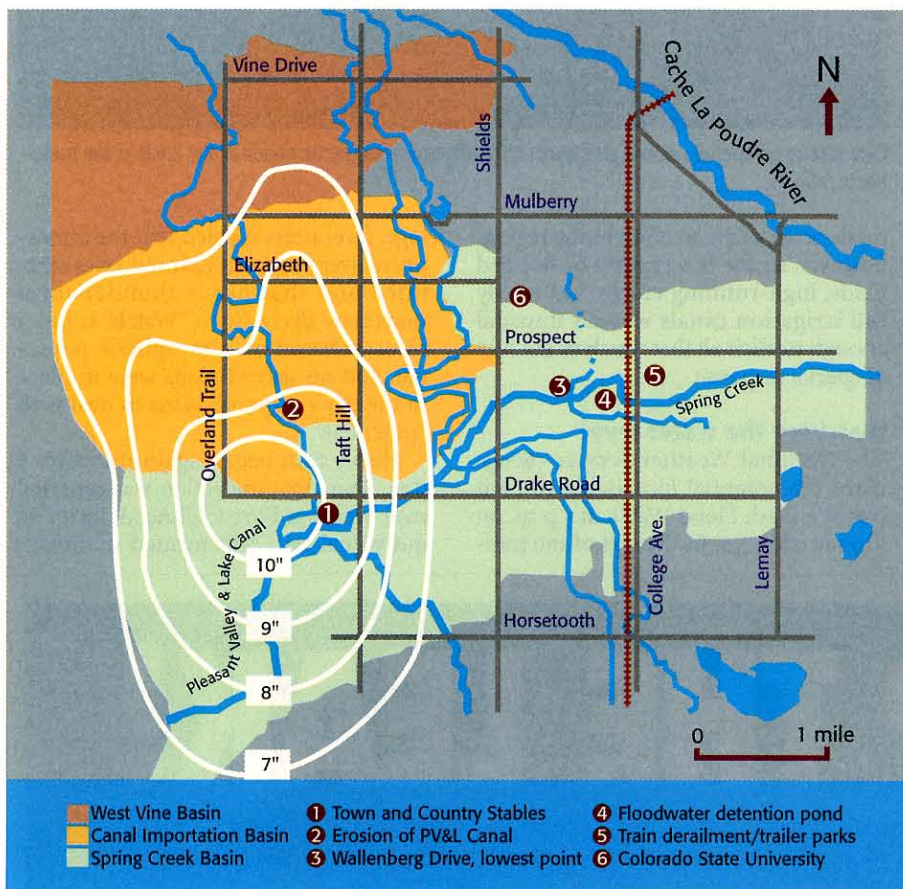 Vine Drive
Cache La Poudre River
N
Shields
Mulberry
Elizabeth
6
Prospect
3
5
4
Spring Creek
Overland Trail
2
Taft Hill
Drake Road
1
Pleasant Valley & Lake Canal
10"
College Ave.
Lemay
9"
Horsetooth
8"
7"
0 1 mile
West Vine Basin
Canal Importation Basin
Spring Creek Basin
1 Town and Country Stables
2 Erosion of PV&L Canal
3 Wallenberg Drive, lowest point
4 Floodwater detention pond
5 Train derailment/trailer parks
6 Colorado State University